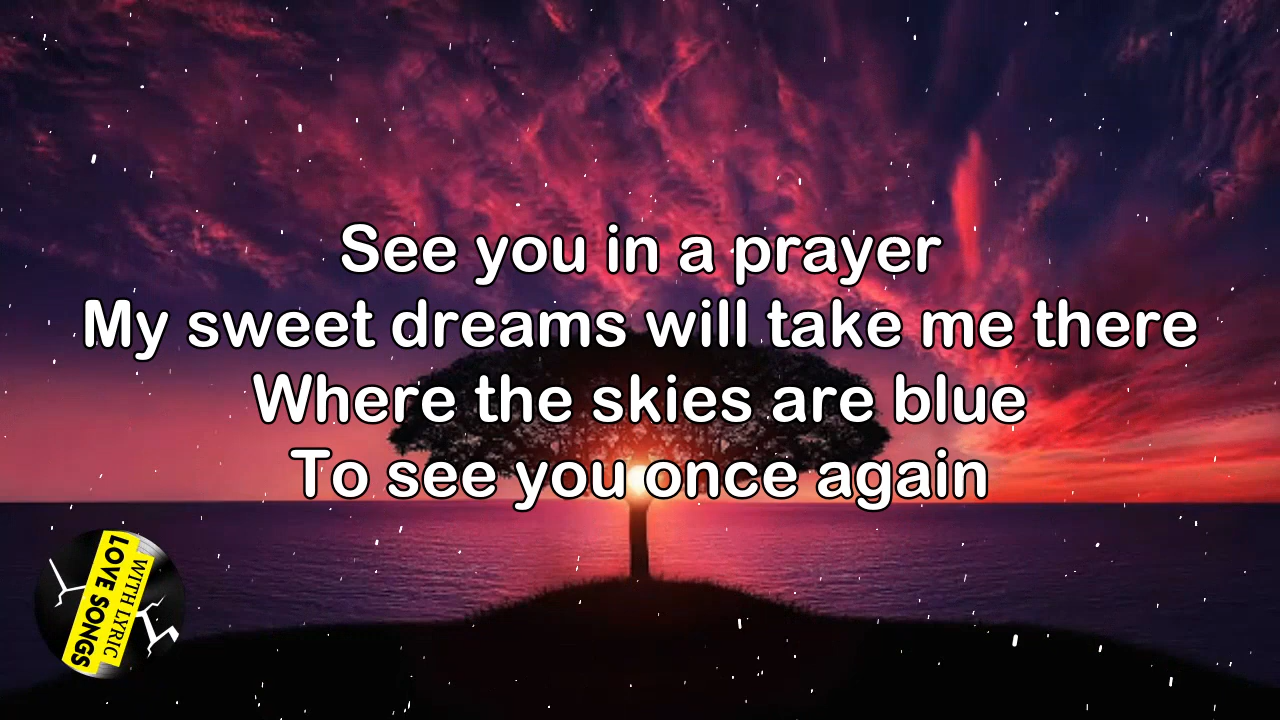 See you in a prayer
My sweet dreams will take me there
Where the skies are blue
To see you once again
WITH LYRIC
LOVE SONGS